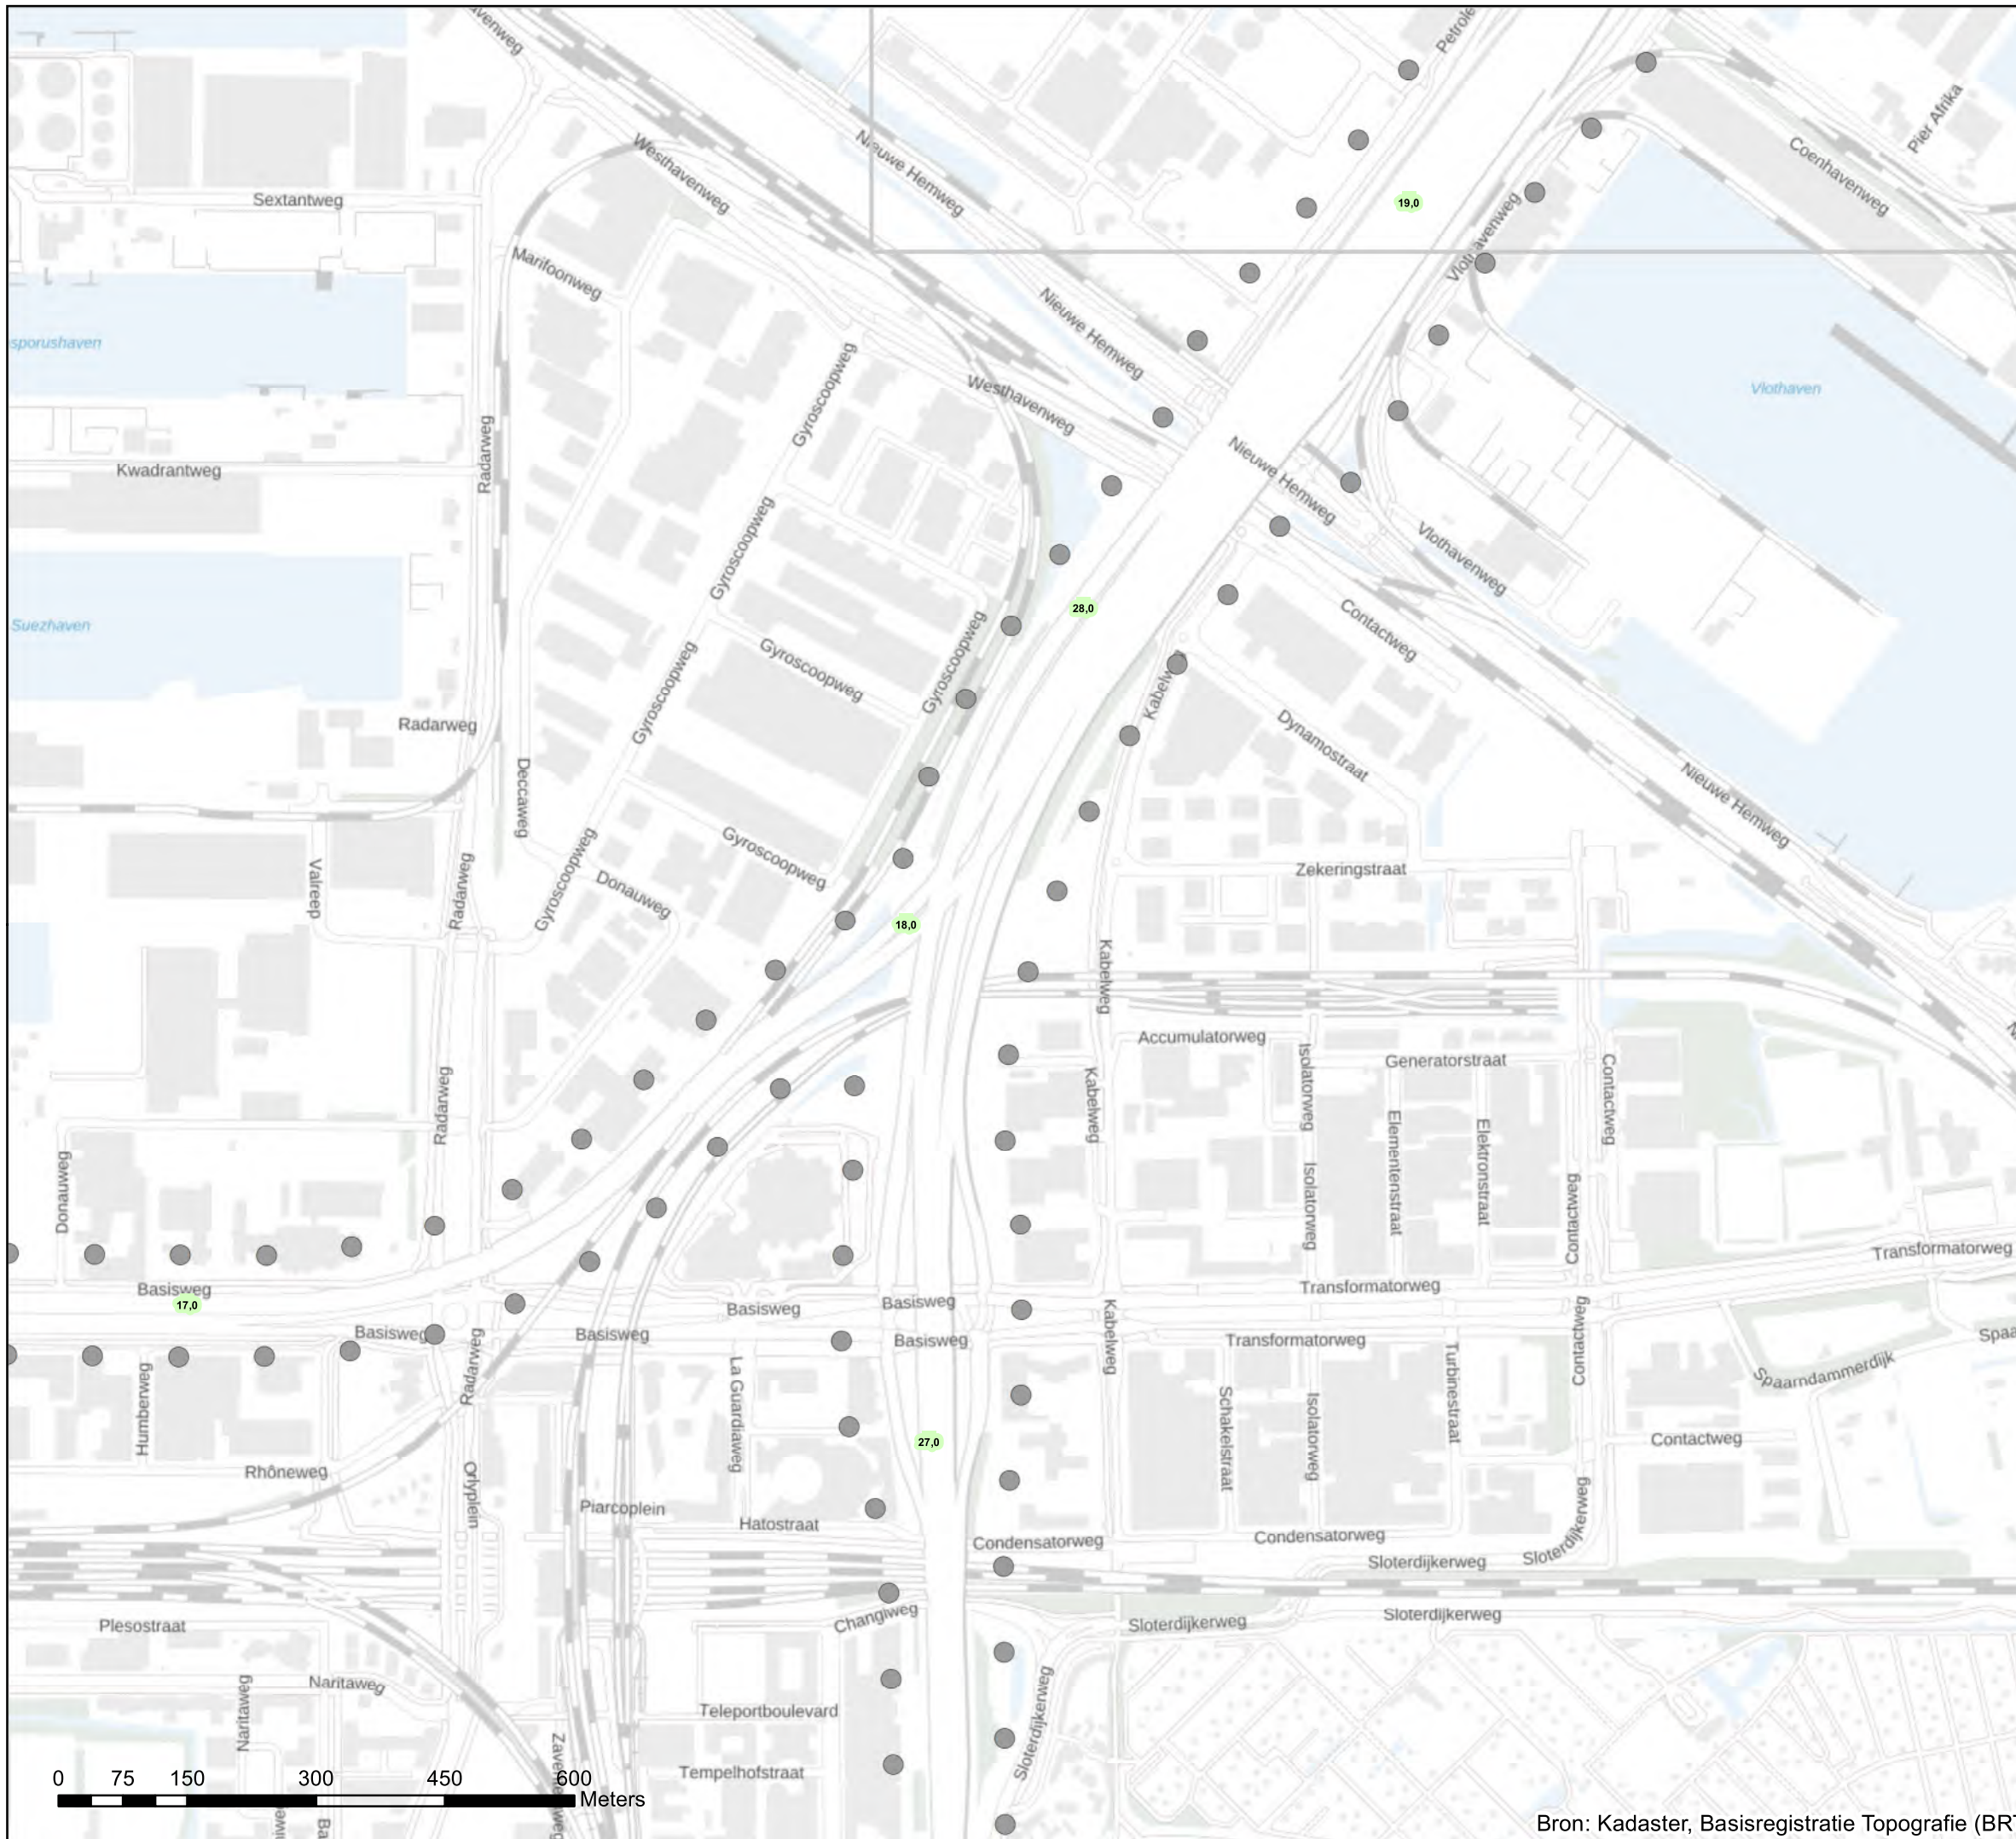 Petrole
Pier Afrika
Coenhavenweg
Westhavenweg
Nieuwe Hemweg
Sextantweg
19,0
Vlothavenweg
Marifoonweg
Nieuwe Hemweg
sporushaven
Gyroscoopweg
Westhavenweg
Vlothaven
Radarweg
Kwadrantweg
Nieuwe Hemweg
Gyroscoopweg
Vlothavenweg
28,0
Suezhaven
Contactweg
Gyroscoopweg
Gyroscoopweg
Gyroscoopweg
Kabelweg
Radarweg
Dynamostraat
Deccaweg
Nieuwe Hemweg
Gyroscoopweg
Zekeringstraat
Valreep
Radarweg
Gyroscoopweg
Donauweg
18,0
Kabelweg
Accumulatorweg
Generatorstraat
Isolatorweg
Contactweg
Radarweg
Kabelweg
Elementenstraat
Elektronstraat
Donauweg
Isolatorweg
Contactweg
Transformatorweg
Basisweg
17,0
Transformatorweg
Basisweg
Basisweg
Basisweg
Basisweg
Basisweg
Kabelweg
Transformatorweg
Contactweg
Spaa
Spaarndammerdijk
Humberweg
Radarweg
La Guardiaweg
Schakelstraat
Isolatorweg
Turbinestraat
27,0
Contactweg
Rhôneweg
Orlyplein
Piarcoplein
Hatostraat
Condensatorweg
Condensatorweg
Sloterdijkerweg
Sloterdijkerweg
Changiweg
Sloterdijkerweg
Sloterdijkerweg
Plesostraat
Naritaweg
Naritaweg
Teleportboulevard
Sloterdijkerweg
Tempelhofstraat
0 75 150 300 450 600
Meters
Bron: Kadaster, Basisregistratie Topografie (BR